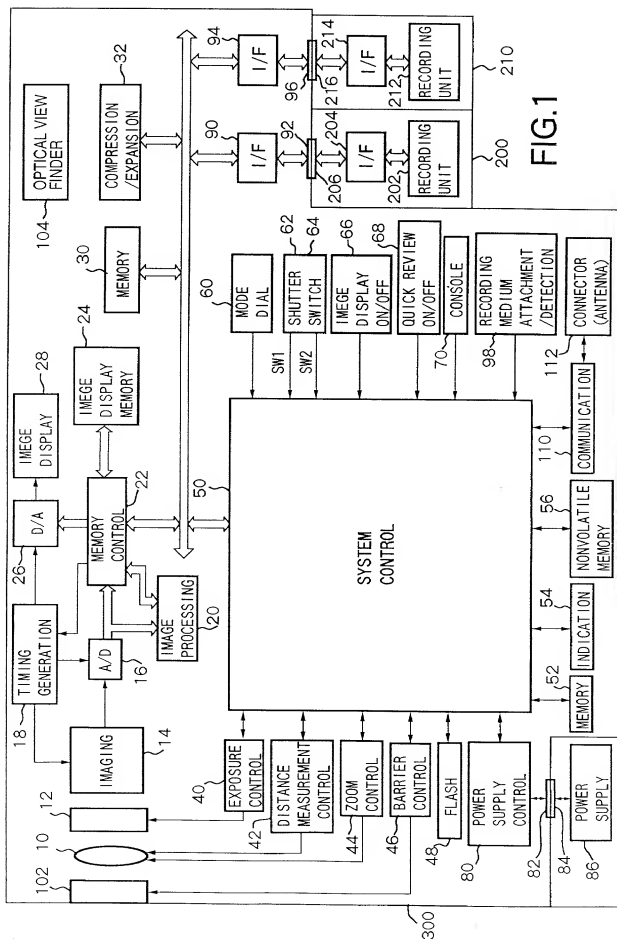 FIG.1
104
OPTICAL VIEW
FINDER
32
COMPRESSION
/EXPANSION
30
MEMORY
94
I/F
90
I/F
96
214
216
I/F
212
RECORDING
UNIT
210
92
204
206
I/F
202
RECORDING
UNIT
200
28
IMEGE
DISPLAY
24
IMEGE
DISPLAY
MEMORY
26
D/A
22
MEMORY
CONTROL
18
TIMING
GENERATION
A/D
16
IMAGE
PROCESSING
20
IMAGING
14
12
10
102
300
60
MODE
DIAL
62
64
SHUTTER
SWITCH
SW1
SW2
66
IMEGE
DISPLAY
ON/OFF
68
QUICK REVIEW
ON/OFF
70
CONSOLE
98
RECORDING
MEDIUM
ATTACHMENT
/DETECTION
112
CONNECTOR
(ANTENNA)
50
SYSTEM
CONTROL
110
COMMUNICATION
56
NONVOLATILE
MEMORY
54
INDICATION
52
MEMORY
40
EXPOSURE
CONTROL
42
DISTANCE
MEASUREMENT
CONTROL
44
ZOOM
CONTROL
46
BARRIER
CONTROL
48
FLASH
80
POWER
SUPPLY
CONTROL
82
84
86
POWER
SUPPLY